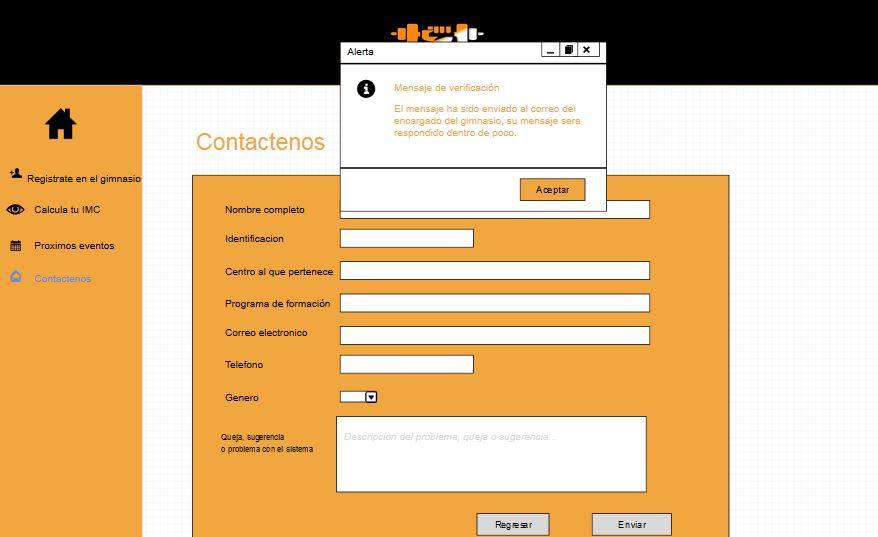 Alerta
Mensaje de verificación
El mensaje ha sido enviado al correo del
encargado del gimnasio, su mensaje sera
respondido dentro de poco.
Aceptar
Registrate en el gimnasio
Calcula tu IMC
Proximos eventos
Contactenos
Contactenos
Nombre completo
Identificacion
Centro al que pertenece
Programa de formación
Correo electronico
Telefono
Genero
Queja, sugerencia
o problema con el sistema
Descripcion del problema, queja o sugerencia...
Regresar
Enviar